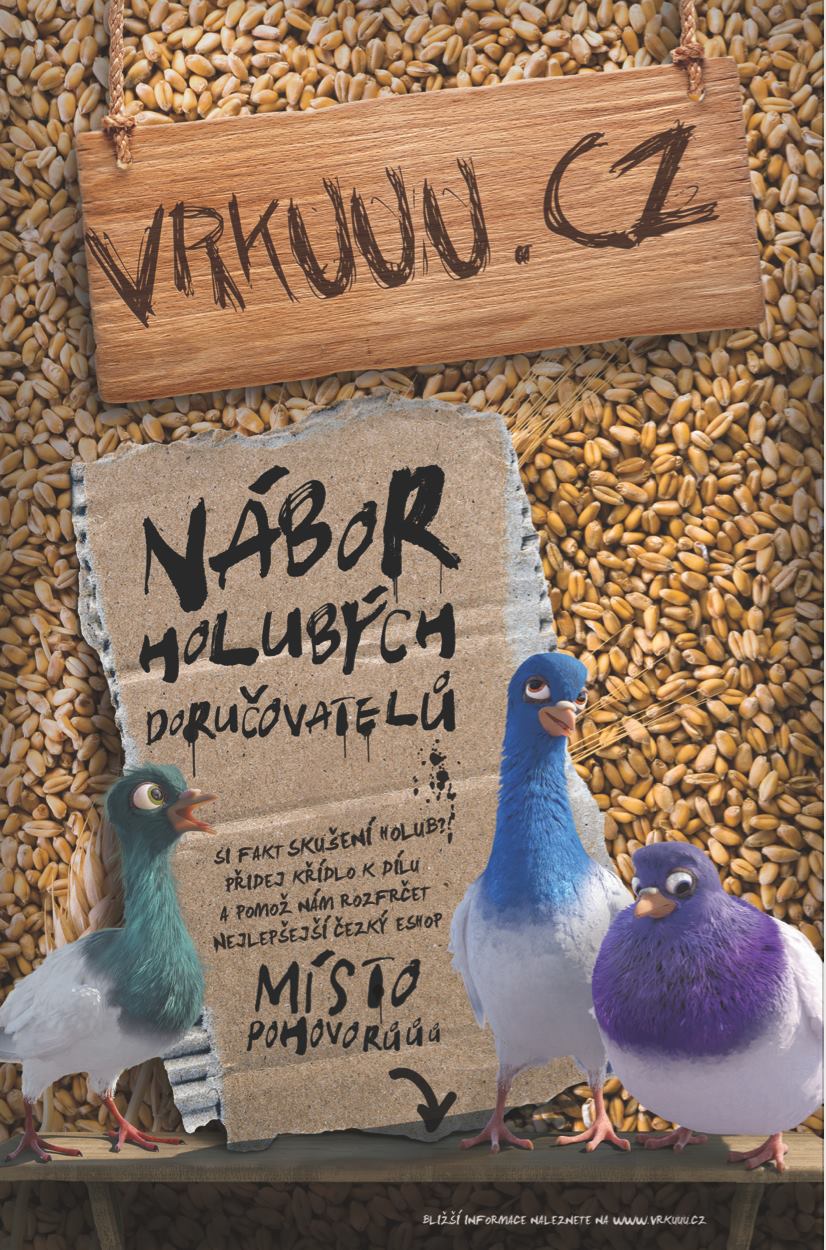 VRKUUU.CZ
NÁBOR
HOLUBÝCH
DORUČOVATELŮ
SI FAKT SKUŠENÍ HOLUB?!
PŘIDEJ KŘÍDLO K DÍLU
A POMOŽ NÁM ROZFRČET
NEJLEPŠEJŠÍ ČEZKÝ ESHOP
MÍSTO
POHOVORŮŮŮ
BLIŽŠÍ INFORMACE NALEZNETE NA WWW.VRKUUU.CZ